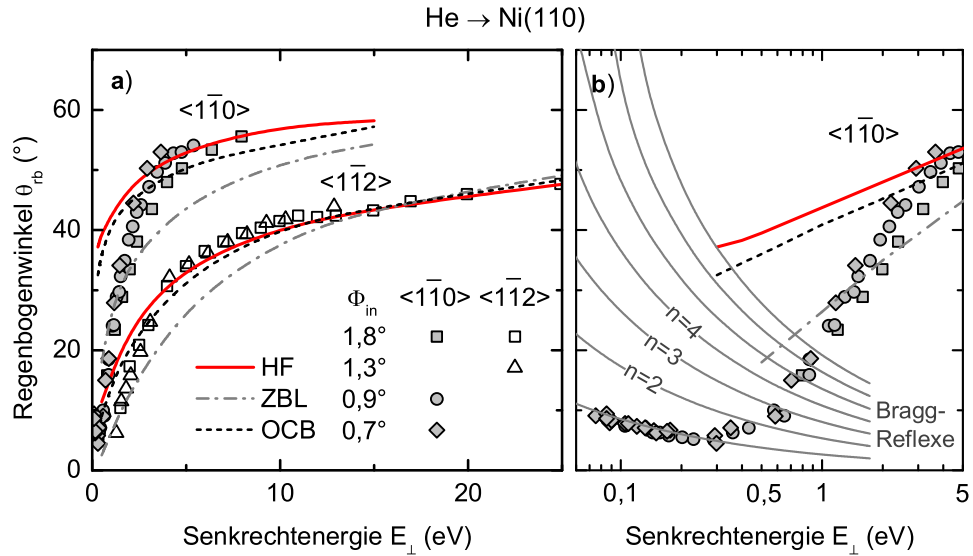 He → Ni(110)
a)
<11̅0>
<11̅2>
Φin <11̅0> <11̅2>
1,8°
HF 1,3°
ZBL 0,9°
OCB 0,7°
Regenbogenwinkel θrb (°)
0
20
40
60
0 10 20
Senkrechtenergie E⊥ (eV)
b)
<11̅0>
n=4
n=3
n=2
Bragg-
Reflexe
0,1 0,5 1 5
Senkrechtenergie E⊥ (eV)